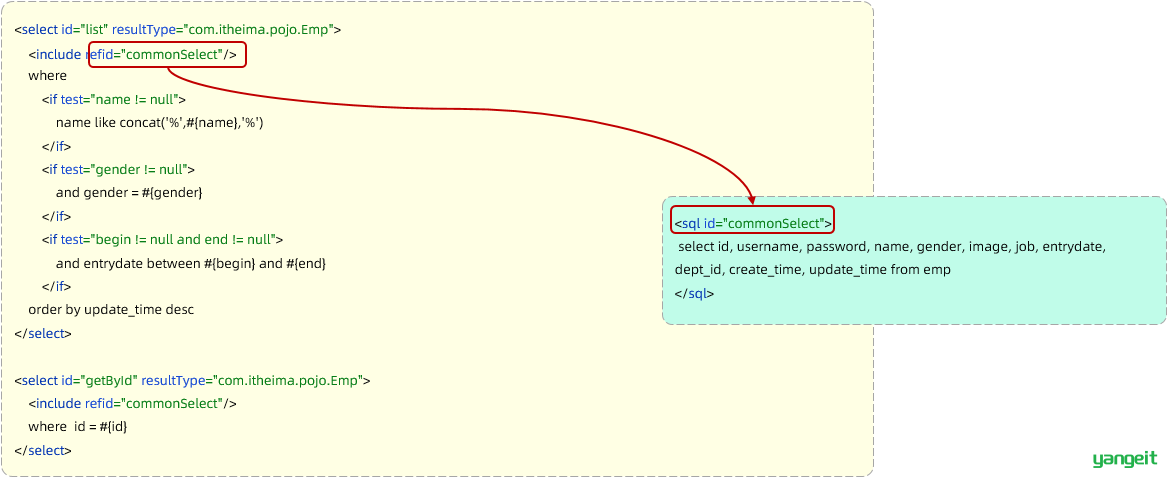 <select id="list" resultType="com.itheima.pojo.Emp">
<include refid="commonSelect"/>
where
<if test="name != null">
name like concat('%',#{name},'%')
</if>
<if test="gender != null">
and gender = #{gender}
</if>
<if test="begin != null and end != null">
and entrydate between #{begin} and #{end}
</if>
order by update_time desc
</select>
<select id="getById" resultType="com.itheima.pojo.Emp">
<include refid="commonSelect"/>
where  id = #{id}
</select>
<sql id="commonSelect">
select id, username, password, name, gender, image, job, entrydate,
dept_id, create_time, update_time from emp
</sql>
yangeit